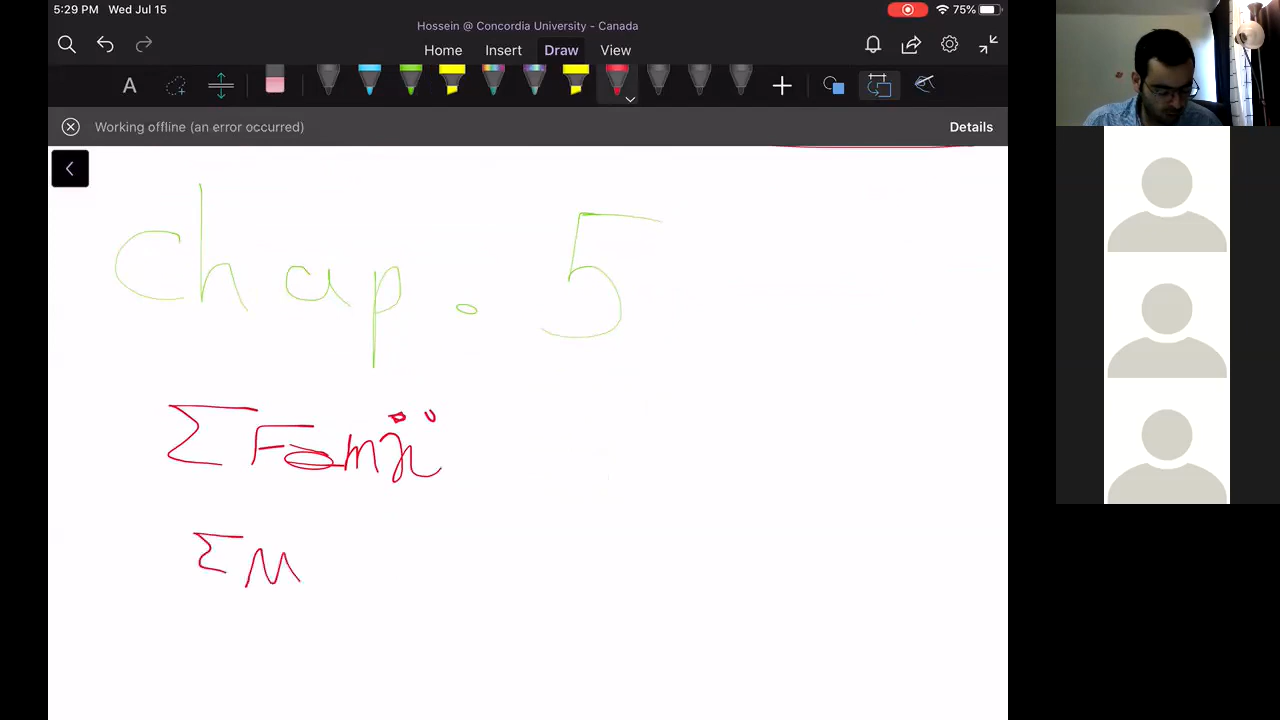 5:29 PM Wed Jul 15
75%
Hossein @ Concordia University - Canada
Home Insert Draw View
A
Working offline (an error occurred)
Details
Chap. 5
ΣF=mẍ
ΣM